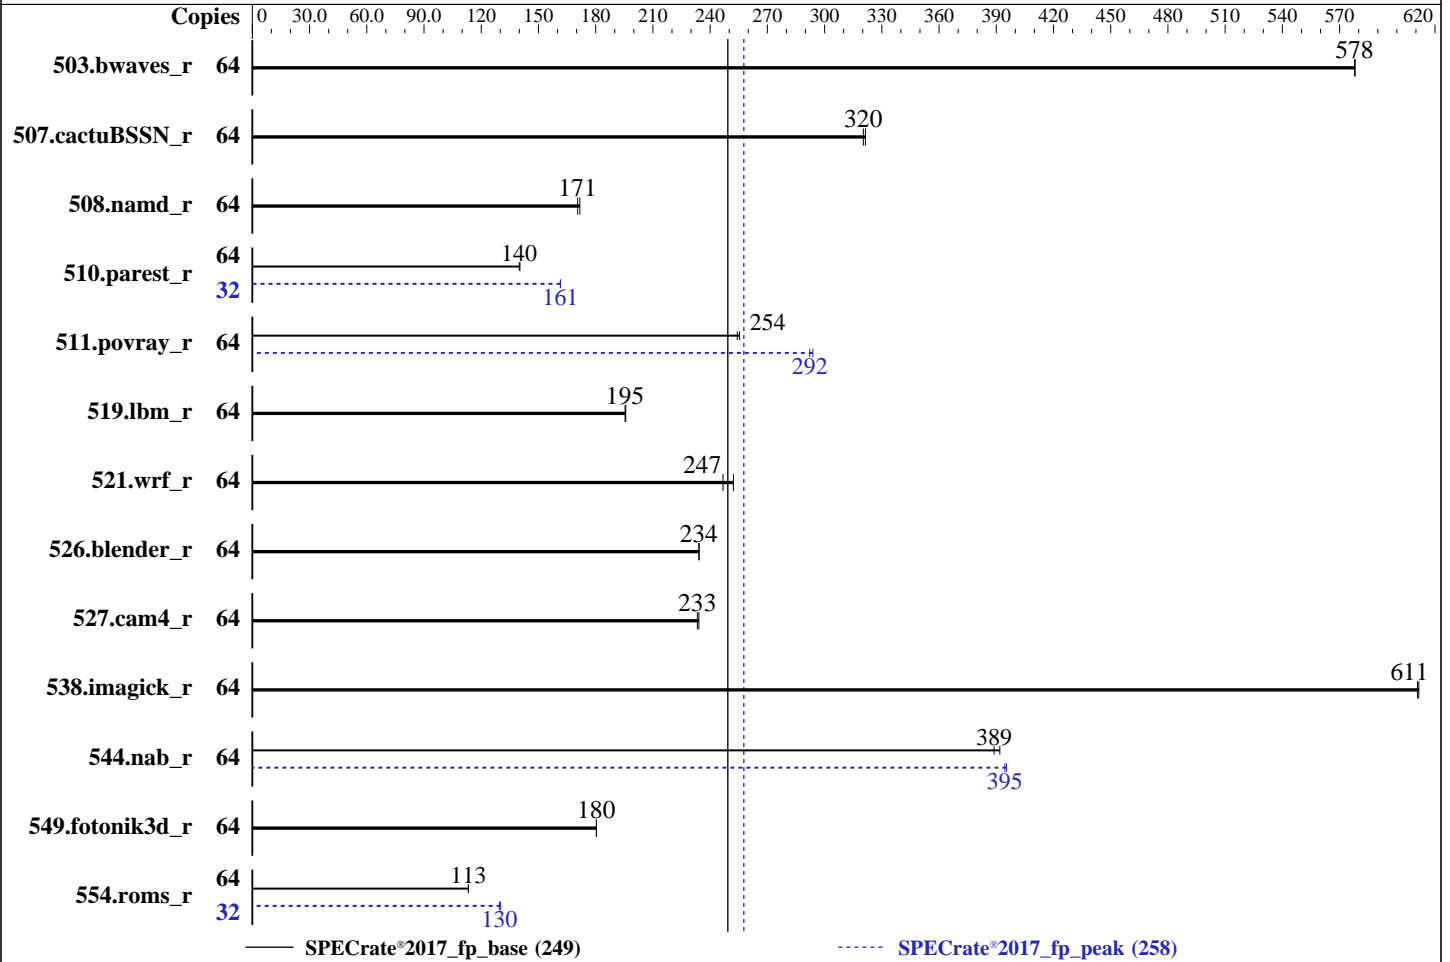 Copies 0 30.0 60.0 90.0 120 150 180 210 240 270 300 330 360 390 420 450 480 510 540 570 620
503.bwaves_r 64 578
507.cactuBSSN_r 64 320
508.namd_r 64 171
510.parest_r 64 140
32 161
511.povray_r 64 254
292
519.lbm_r 64 195
521.wrf_r 64 247
526.blender_r 64 234
527.cam4_r 64 233
538.imagick_r 64 611
544.nab_r 64 389
395
549.fotonik3d_r 64 180
554.roms_r 64 113
32 130
SPECrate®2017_fp_base (249) SPECrate®2017_fp_peak (258)